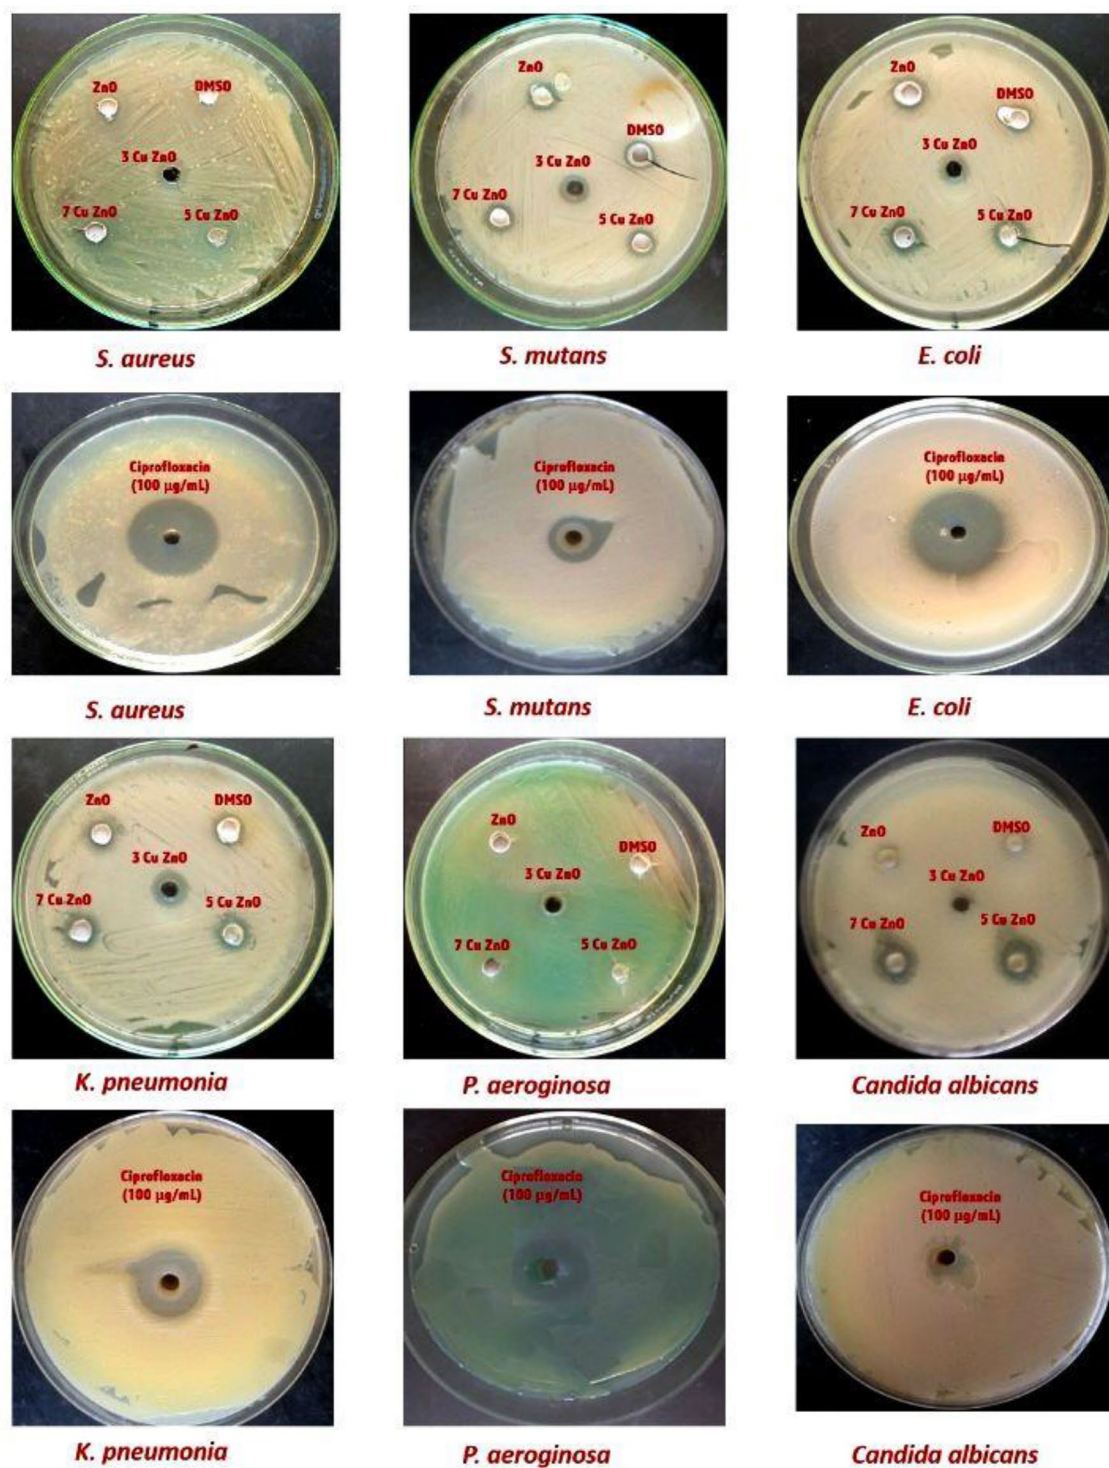 ZnO
DMSO
3 Cu ZnO
7 Cu ZnO
5 Cu ZnO
S. aureus
ZnO
DMSO
3 Cu ZnO
7 Cu ZnO
5 Cu ZnO
S. mutans
ZnO
DMSO
3 Cu ZnO
7 Cu ZnO
5 Cu ZnO
E. coli
Ciprofloxacin
(100 µg/mL)
S. aureus
Ciprofloxacin
(100 µg/mL)
S. mutans
Ciprofloxacin
(100 µg/mL)
E. coli
ZnO
DMSO
3 Cu ZnO
7 Cu ZnO
5 Cu ZnO
K. pneumonia
ZnO
DMSO
3 Cu ZnO
7 Cu ZnO
5 Cu ZnO
P. aeroginosa
ZnO
DMSO
3 Cu ZnO
7 Cu ZnO
5 Cu ZnO
Candida albicans
Ciprofloxacin
(100 µg/mL)
K. pneumonia
Ciprofloxacin
(100 µg/mL)
P. aeroginosa
Ciprofloxacin
(100 µg/mL)
Candida albicans